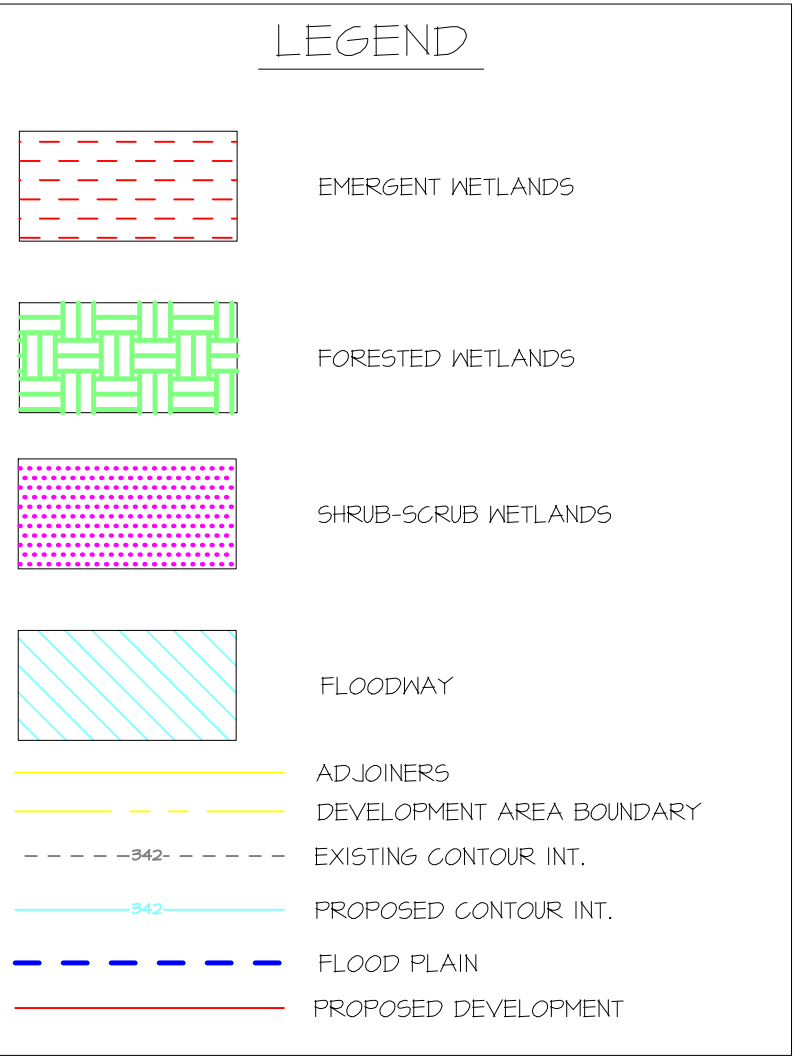 LEGEND
EMERGENT WETLANDS
FORESTED WETLANDS
SHRUB-SCRUB WETLANDS
FLOODWAY
ADJOINERS
DEVELOPMENT AREA BOUNDARY
342 EXISTING CONTOUR INT.
342 PROPOSED CONTOUR INT.
FLOOD PLAIN
PROPOSED DEVELOPMENT